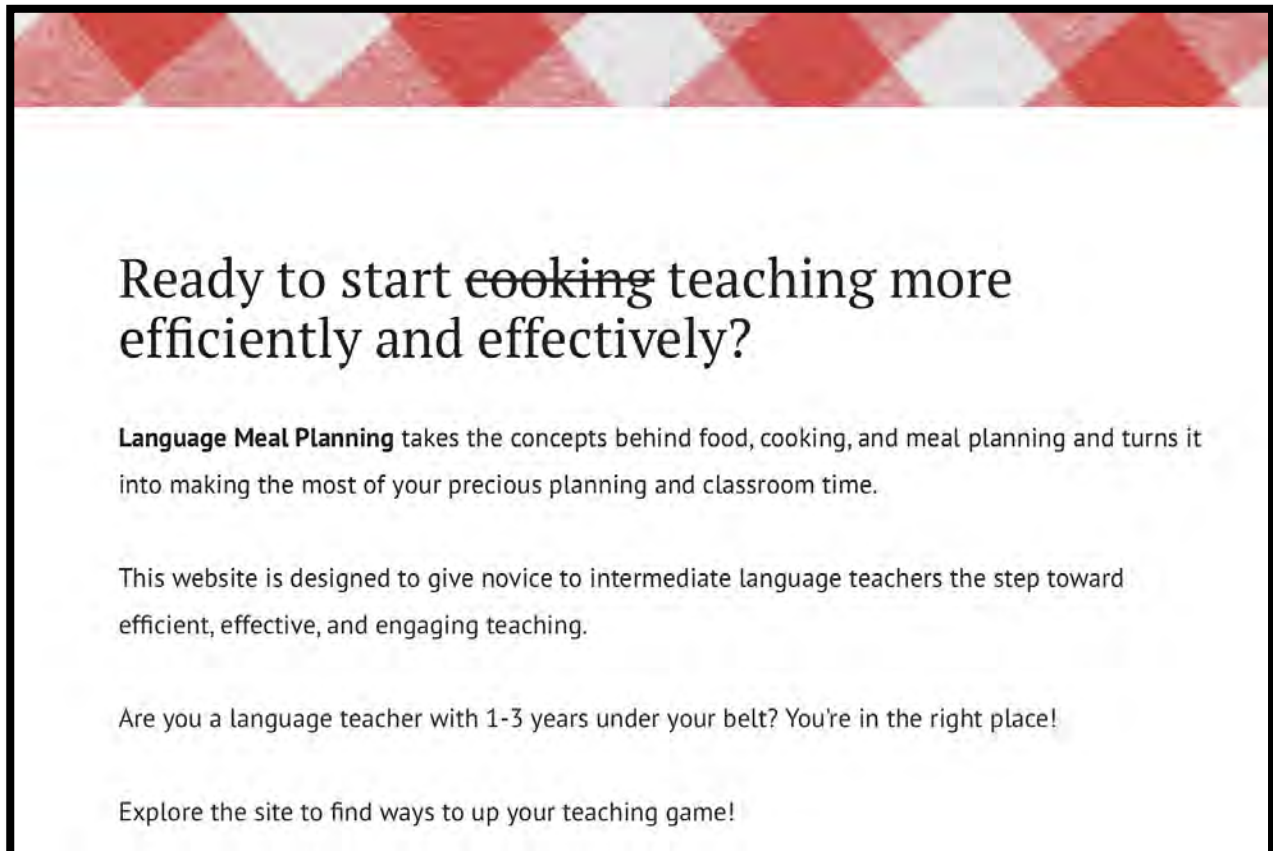 Ready to start cooking teaching more
efficiently and effectively?
Language Meal Planning takes the concepts behind food, cooking, and meal planning and turns it
into making the most of your precious planning and classroom time.
This website is designed to give novice to intermediate language teachers the step toward
efficient, effective, and engaging teaching.
Are you a language teacher with 1-3 years under your belt? You're in the right place!
Explore the site to find ways to up your teaching game!